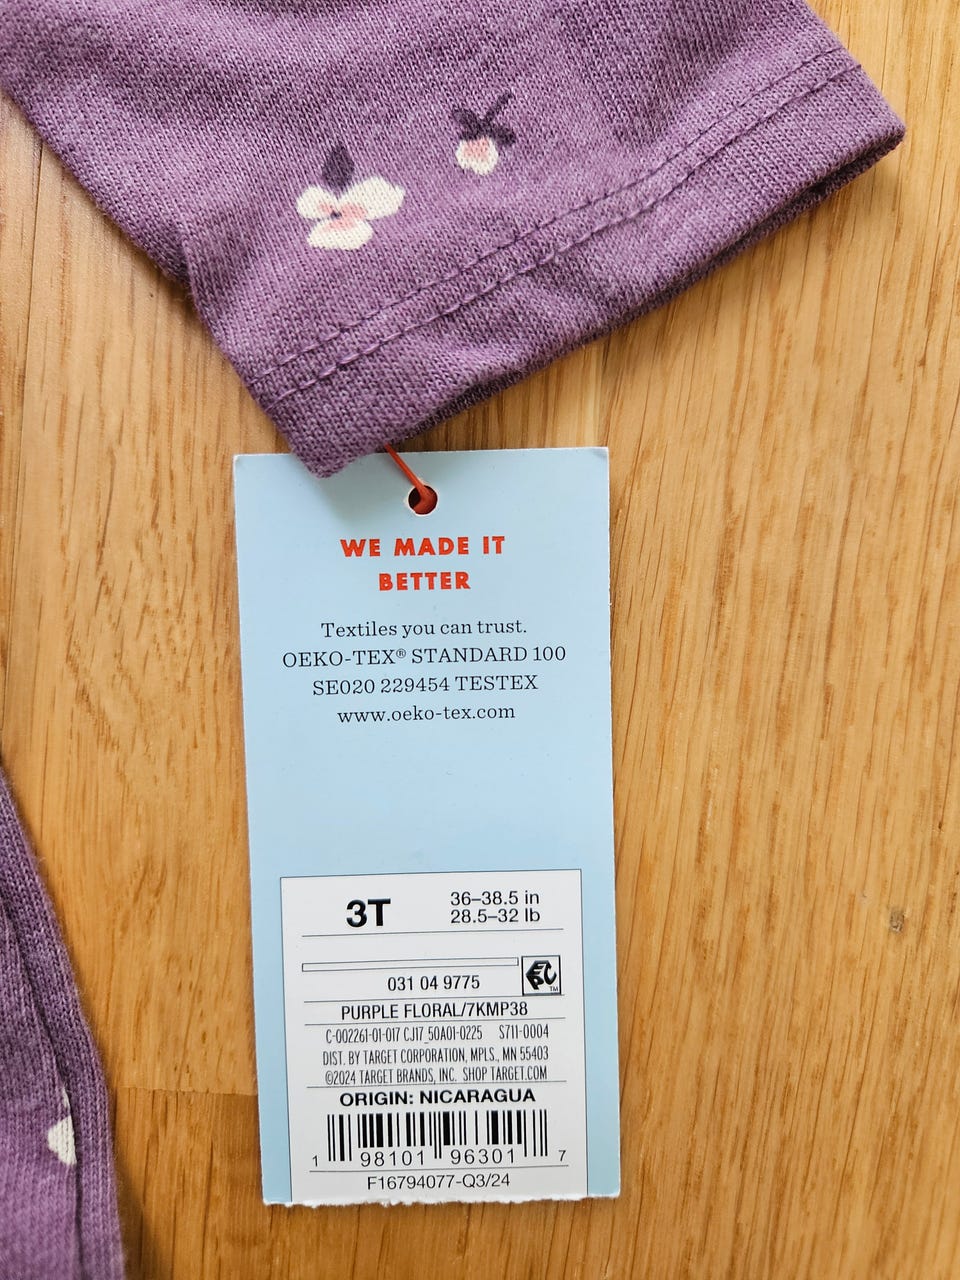 WE MADE IT
BETTER
Textiles you can trust.
OEKO-TEX® STANDARD 100
SE020 229454 TESTEX
www.oeko-tex.com
3T
36–38.5 in
28.5–32 lb
031 04 9775
EPC TM
PURPLE FLORAL/7KMP38
C-002261-01-017 CJ17_50A01-0225 S711-0004
DIST. BY TARGET CORPORATION, MPLS., MN 55403
©2024 TARGET BRANDS, INC. SHOP TARGET.COM
ORIGIN: NICARAGUA
1 98101 96301 7
F16794077-Q3/24